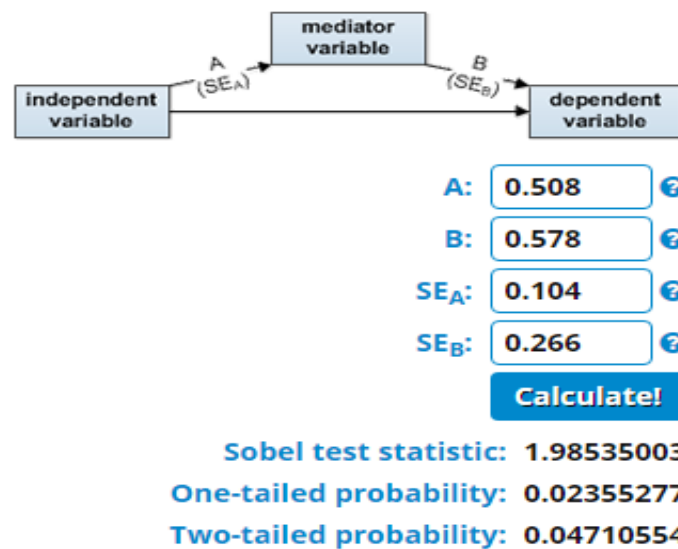 mediator
variable
A
(SEA)
B
(SEB)
independent
variable
dependent
variable
A: 0.508 ?
B: 0.578 ?
SEA: 0.104 ?
SEB: 0.266 ?
Calculate!
Sobel test statistic: 1.98535003
One-tailed probability: 0.02355277
Two-tailed probability: 0.04710554